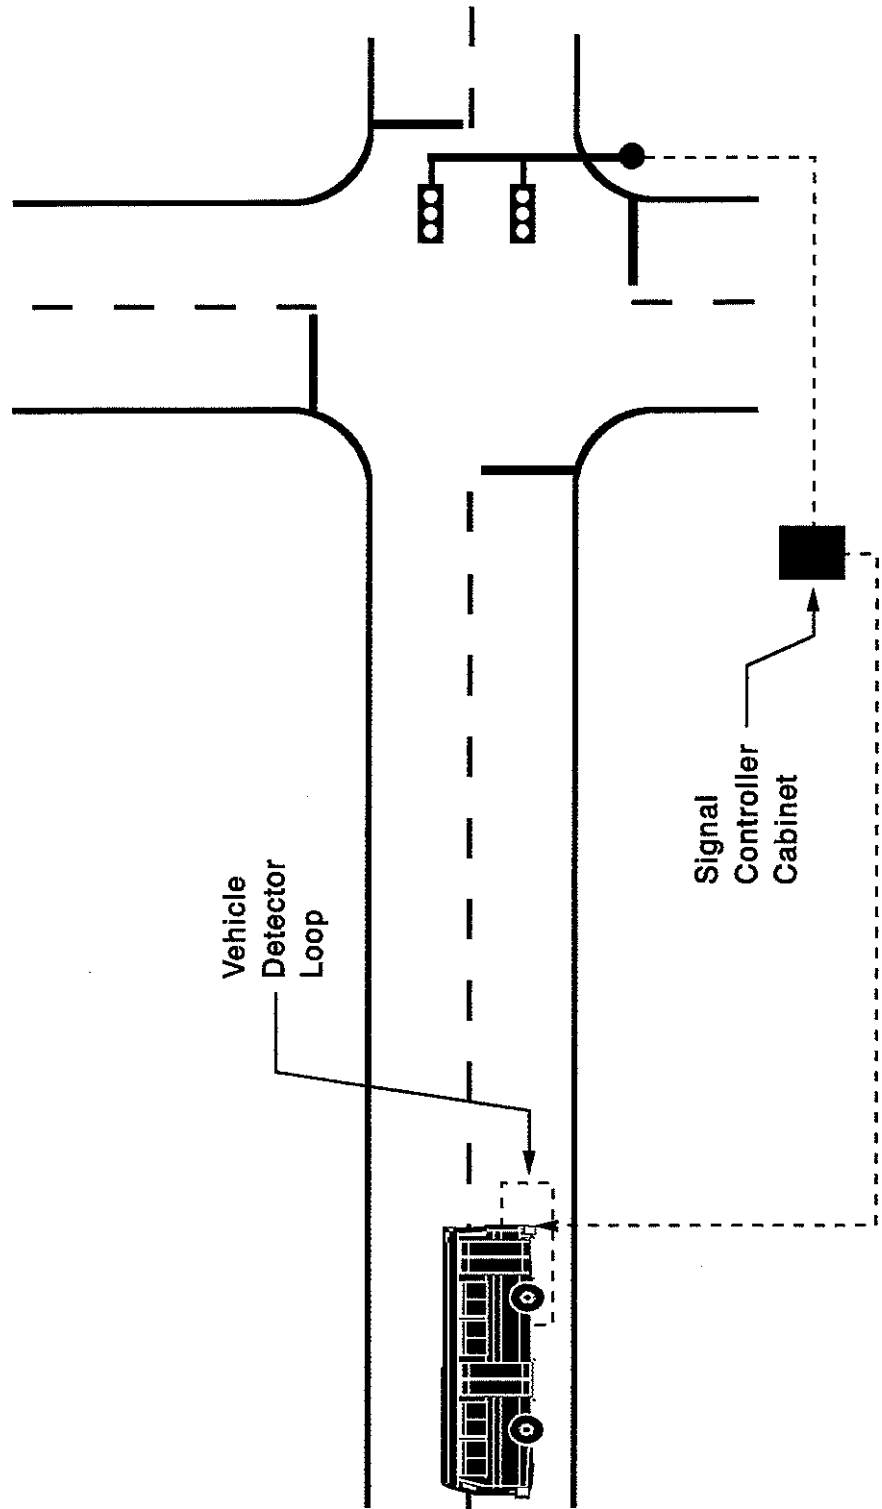 Vehicle
Detector
Loop
Signal
Controller
Cabinet